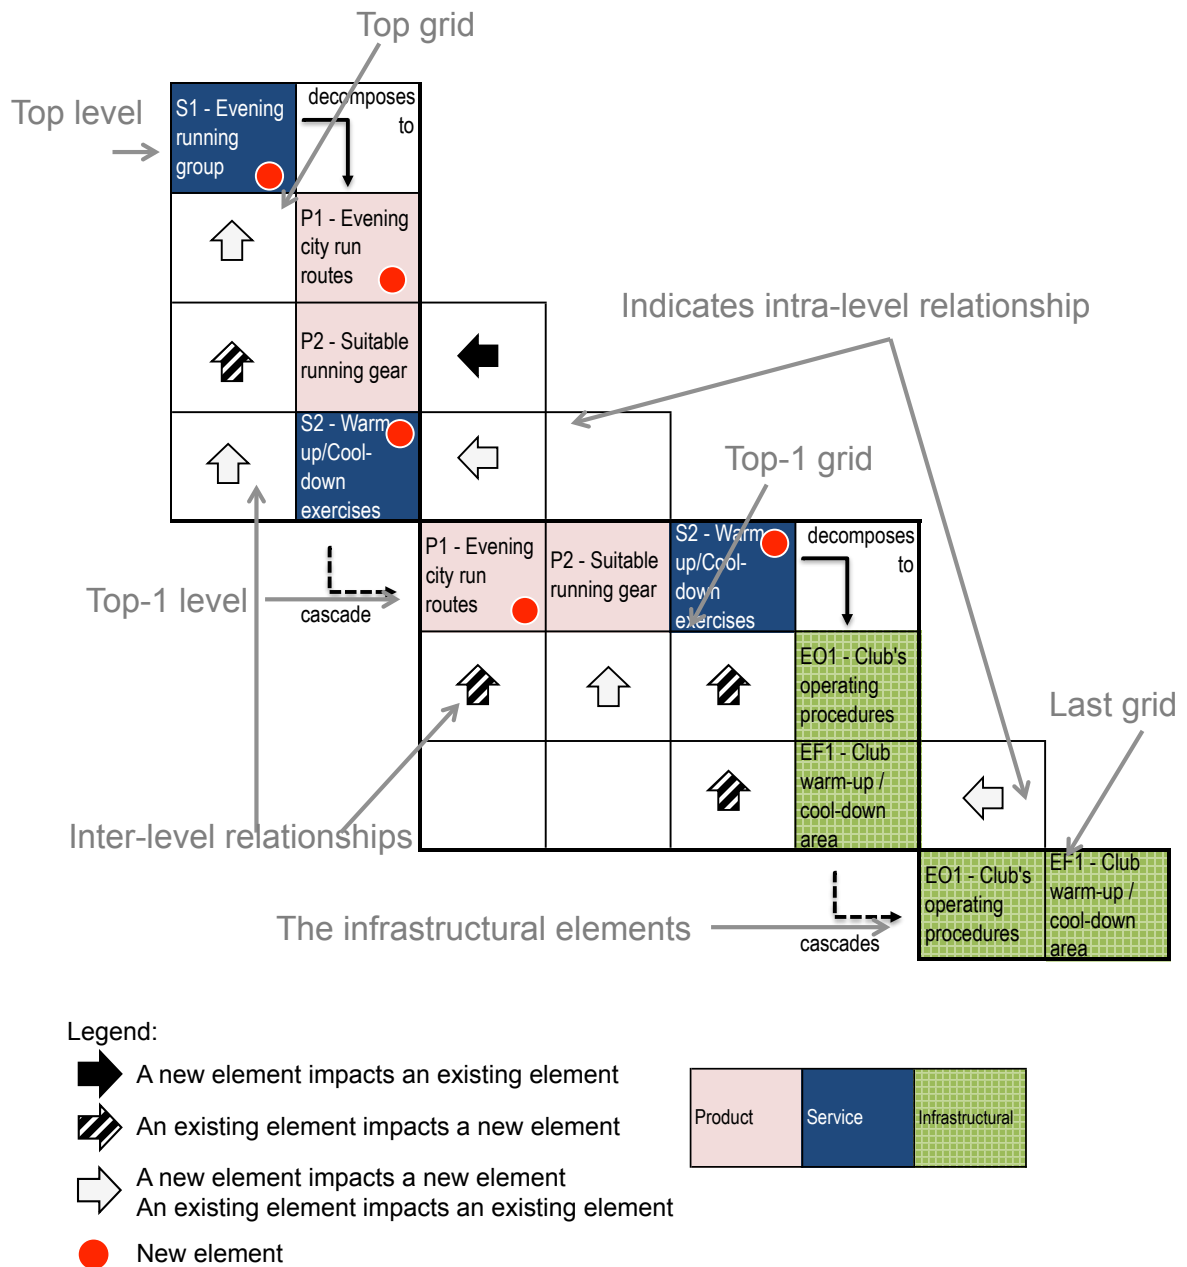 Top grid
Top level
S1 - Evening
running
group
decomposes
to
P1 - Evening
city run
routes
Indicates intra-level relationship
P2 - Suitable
running gear
S2 - Warm-
up/Cool-
down
exercises
Top-1 grid
P1 - Evening
city run
routes
P2 - Suitable
running gear
S2 - Warm-
up/Cool-
down
exercises
decomposes
to
Top-1 level
cascade
EO1 - Club's
operating
procedures
Last grid
EF1 - Club
warm-up /
cool-down
area
Inter-level relationships
EO1 - Club's
operating
procedures
EF1 - Club
warm-up /
cool-down
area
The infrastructural elements
cascades
Legend:
A new element impacts an existing element
An existing element impacts a new element
A new element impacts a new element
An existing element impacts an existing element
New element
Product
Service
Infrastructural